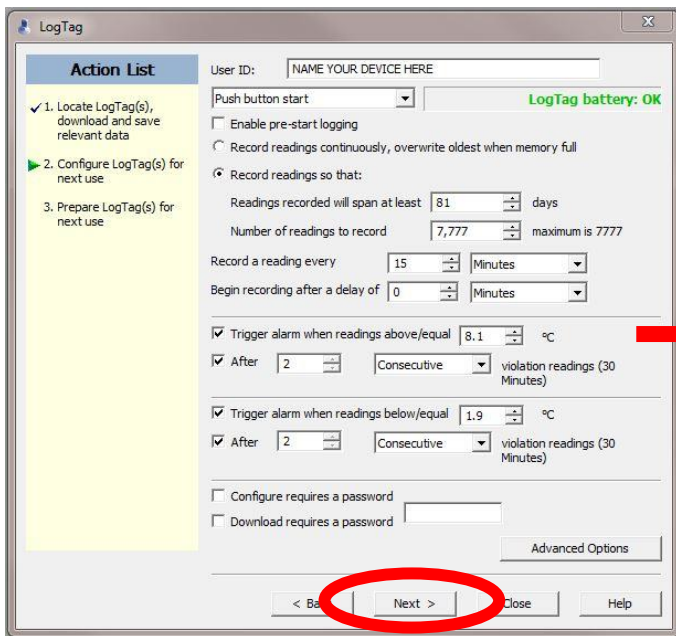 LogTag
Action List
1. Locate LogTag(s),
download and save
relevant data
2. Configure LogTag(s) for
next use
3. Prepare LogTag(s) for
next use
User ID: NAME YOUR DEVICE HERE
Push button start LogTag battery: OK
Enable pre-start logging
Record readings continuously, overwrite oldest when memory full
Record readings so that:
Readings recorded will span at least 81 days
Number of readings to record 7,777 maximum is 7777
Record a reading every 15 Minutes
Begin recording after a delay of 0 Minutes
Trigger alarm when readings above/equal 8.1 ºC
After 2 Consecutive violation readings (30
Minutes)
Trigger alarm when readings below/equal 1.9 ºC
After 2 Consecutive violation readings (30
Minutes)
Configure requires a password
Download requires a password
Advanced Options
< Next > Close Help